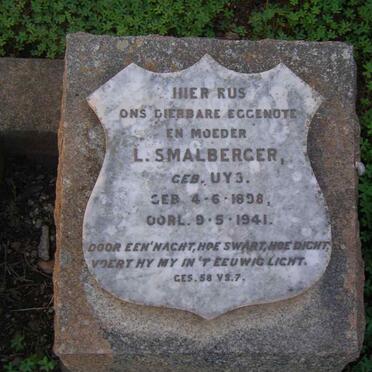 HIER RUS
ONS DIERBARE EGGENOTE
EN MOEDER
L. SMALBERGER,
GEB. UYS.
GEB. 4-6-1898,
OORL. 9-5-1941.
DOOR EEN' NACHT, HOE SWART, HOE DICHT,
VOERT HY MY IN 'T EEUWIG LICHT.
GES. 58 VS. 7.